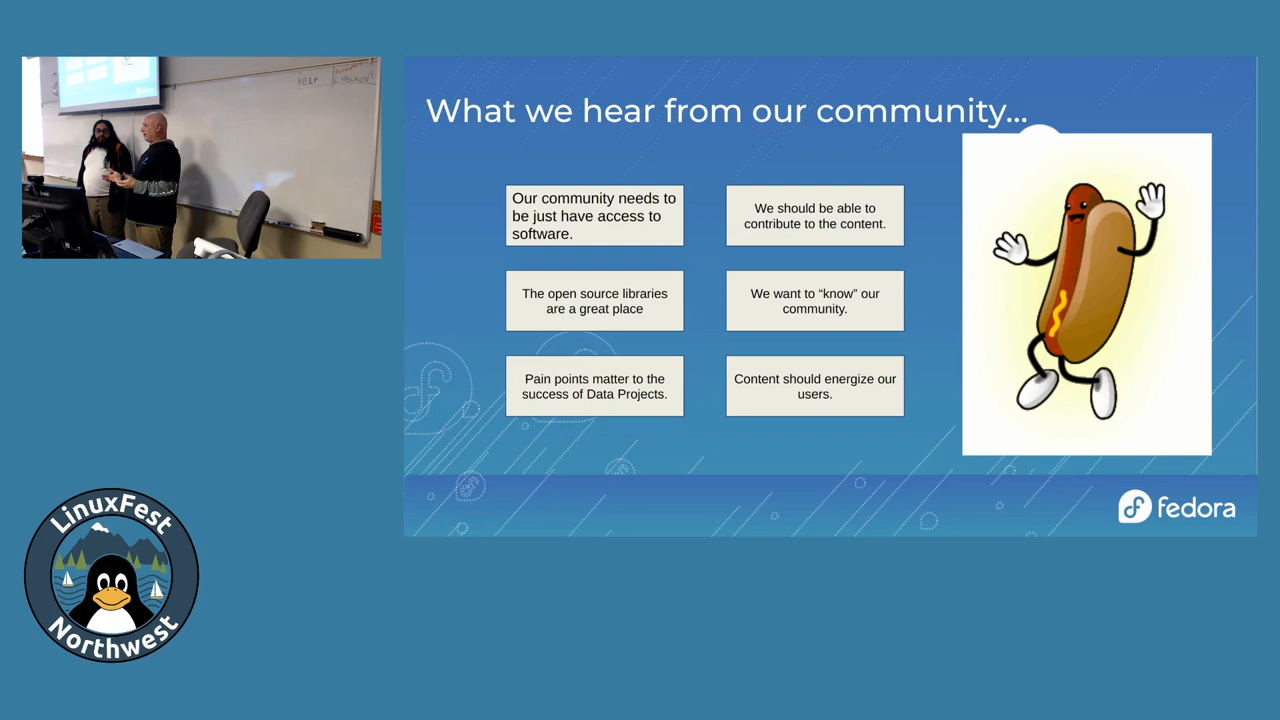 What we hear from our community...
Our community needs to
be just have access to
software.
We should be able to
contribute to the content.
The open source libraries
are a great place
We want to “know” our
community.
Pain points matter to the
success of Data Projects.
Content should energize our
users.
fedora
HELP
LinuxFest
Northwest